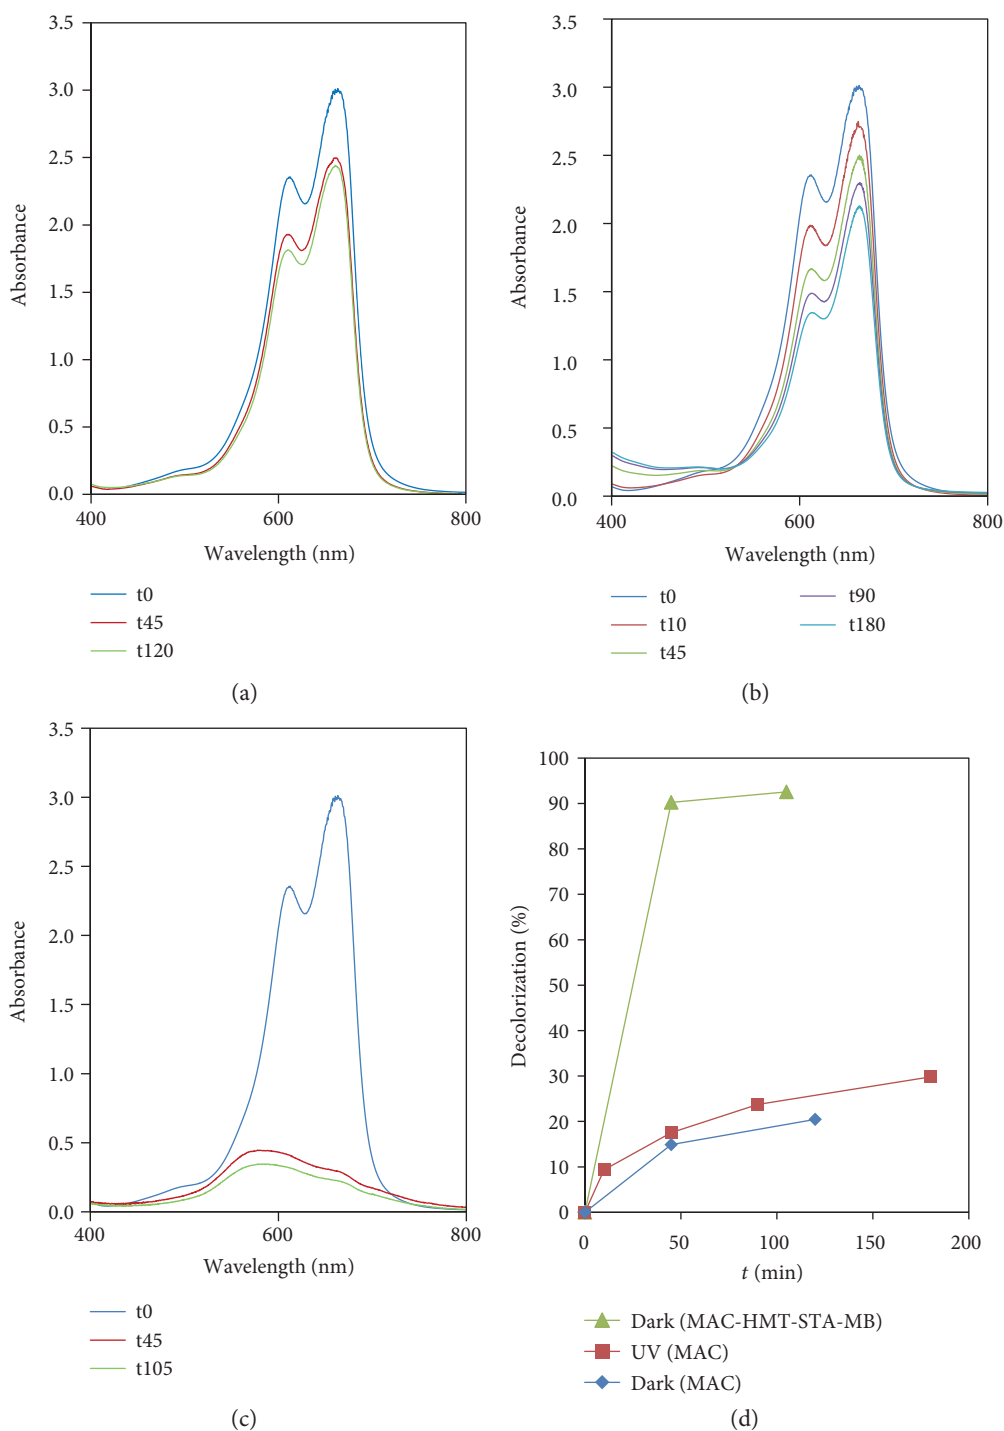 3.5
3.0
2.5
2.0
1.5
1.0
0.5
0.0
Absorbance
400
600
800
Wavelength (nm)
t0
t45
t120
(a)
3.5
3.0
2.5
2.0
1.5
1.0
0.5
0.0
Absorbance
400
600
800
Wavelength (nm)
t0
t10
t45
t90
t180
(b)
3.5
3.0
2.5
2.0
1.5
1.0
0.5
0.0
Absorbance
400
600
800
Wavelength (nm)
t0
t45
t105
(c)
100
90
80
70
60
50
40
30
20
10
0
Decolorization (%)
0
50
100
150
200
t (min)
Dark (MAC-HMT-STA-MB)
UV (MAC)
Dark (MAC)
(d)